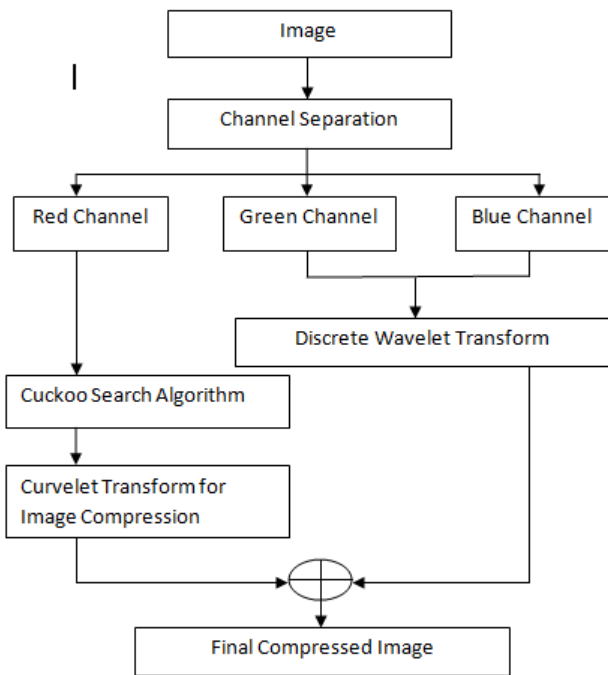 Image
Channel Separation
Red Channel
Green Channel
Blue Channel
Discrete Wavelet Transform
Cuckoo Search Algorithm
Curvelet Transform for
Image Compression
Final Compressed Image